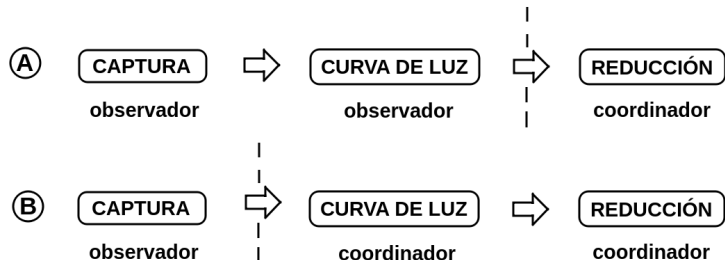 A CAPTURA CURVA DE LUZ REDUCCIÓN
observador observador coordinador
B CAPTURA CURVA DE LUZ REDUCCIÓN
observador coordinador coordinador